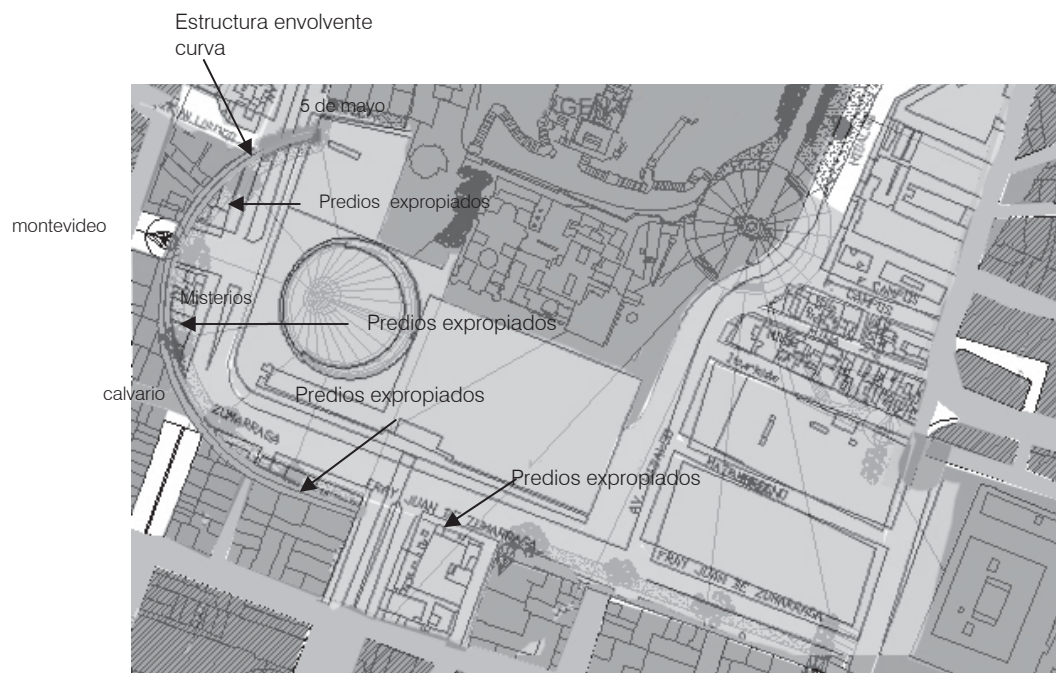 Estructura envolvente
curva
5 de mayo
Predios expropiados
montevideo
Misterios
Predios expropiados
CAMPOS
calvario
Predios expropiados
ZUMARRAGA
Predios expropiados
FRAY JUAN DE ZUMARRAGA
FRAY JUAN DE ZUMARRAGA